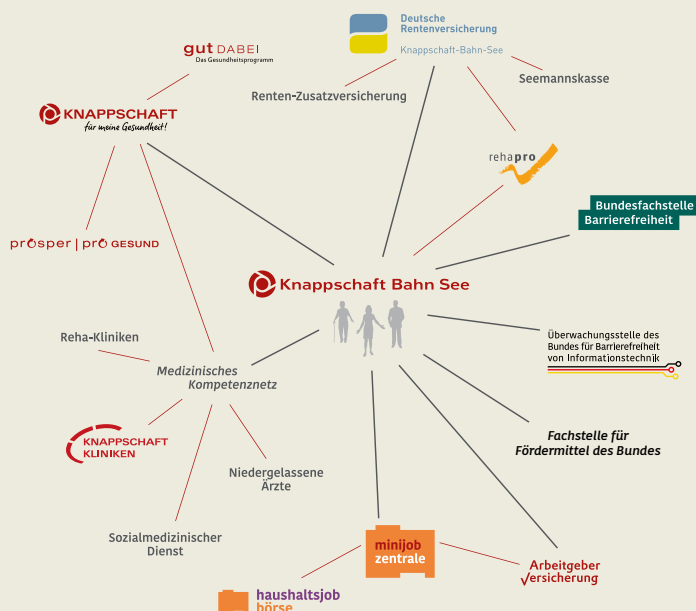 Deutsche
Rentenversicherung
Knappschaft-Bahn-See
gut DABEI
Das Gesundheitsprogramm
Seemannskasse
Renten-Zusatzversicherung
KNAPPSCHAFT
für meine Gesundheit!
rehapro
Bundesfachstelle
Barrierefreiheit
prosper | pro GESUND
Knappschaft Bahn See
Reha-Kliniken
Überwachungsstelle des
Bundes für Barrierefreiheit
von Informationstechnik
Medizinisches
Kompetenznetz
KNAPPSCHAFT
KLINIKEN
Fachstelle für
Fördermittel des Bundes
Niedergelassene
Ärzte
Sozialmedizinischer
Dienst
minijob
zentrale
Arbeitgeber
versicherung
haushaltsjob
börse